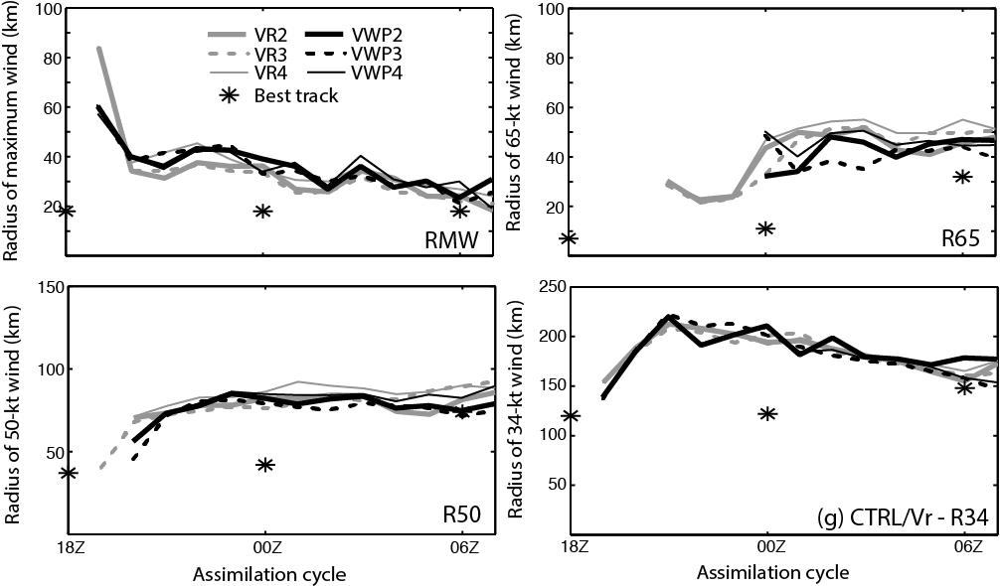 Radius of maximum wind (km)
100
80
60
40
20
VR2
VWP2
VR3
VWP3
VR4
VWP4
Best track
RMW
Radius of 65-kt wind (km)
100
80
60
40
20
R65
Radius of 50-kt wind (km)
150
100
50
R50
18Z
00Z
06Z
Assimilation cycle
Radius of 34-kt wind (km)
250
200
150
100
50
(g) CTRL/Vr - R34
18Z
00Z
06Z
Assimilation cycle